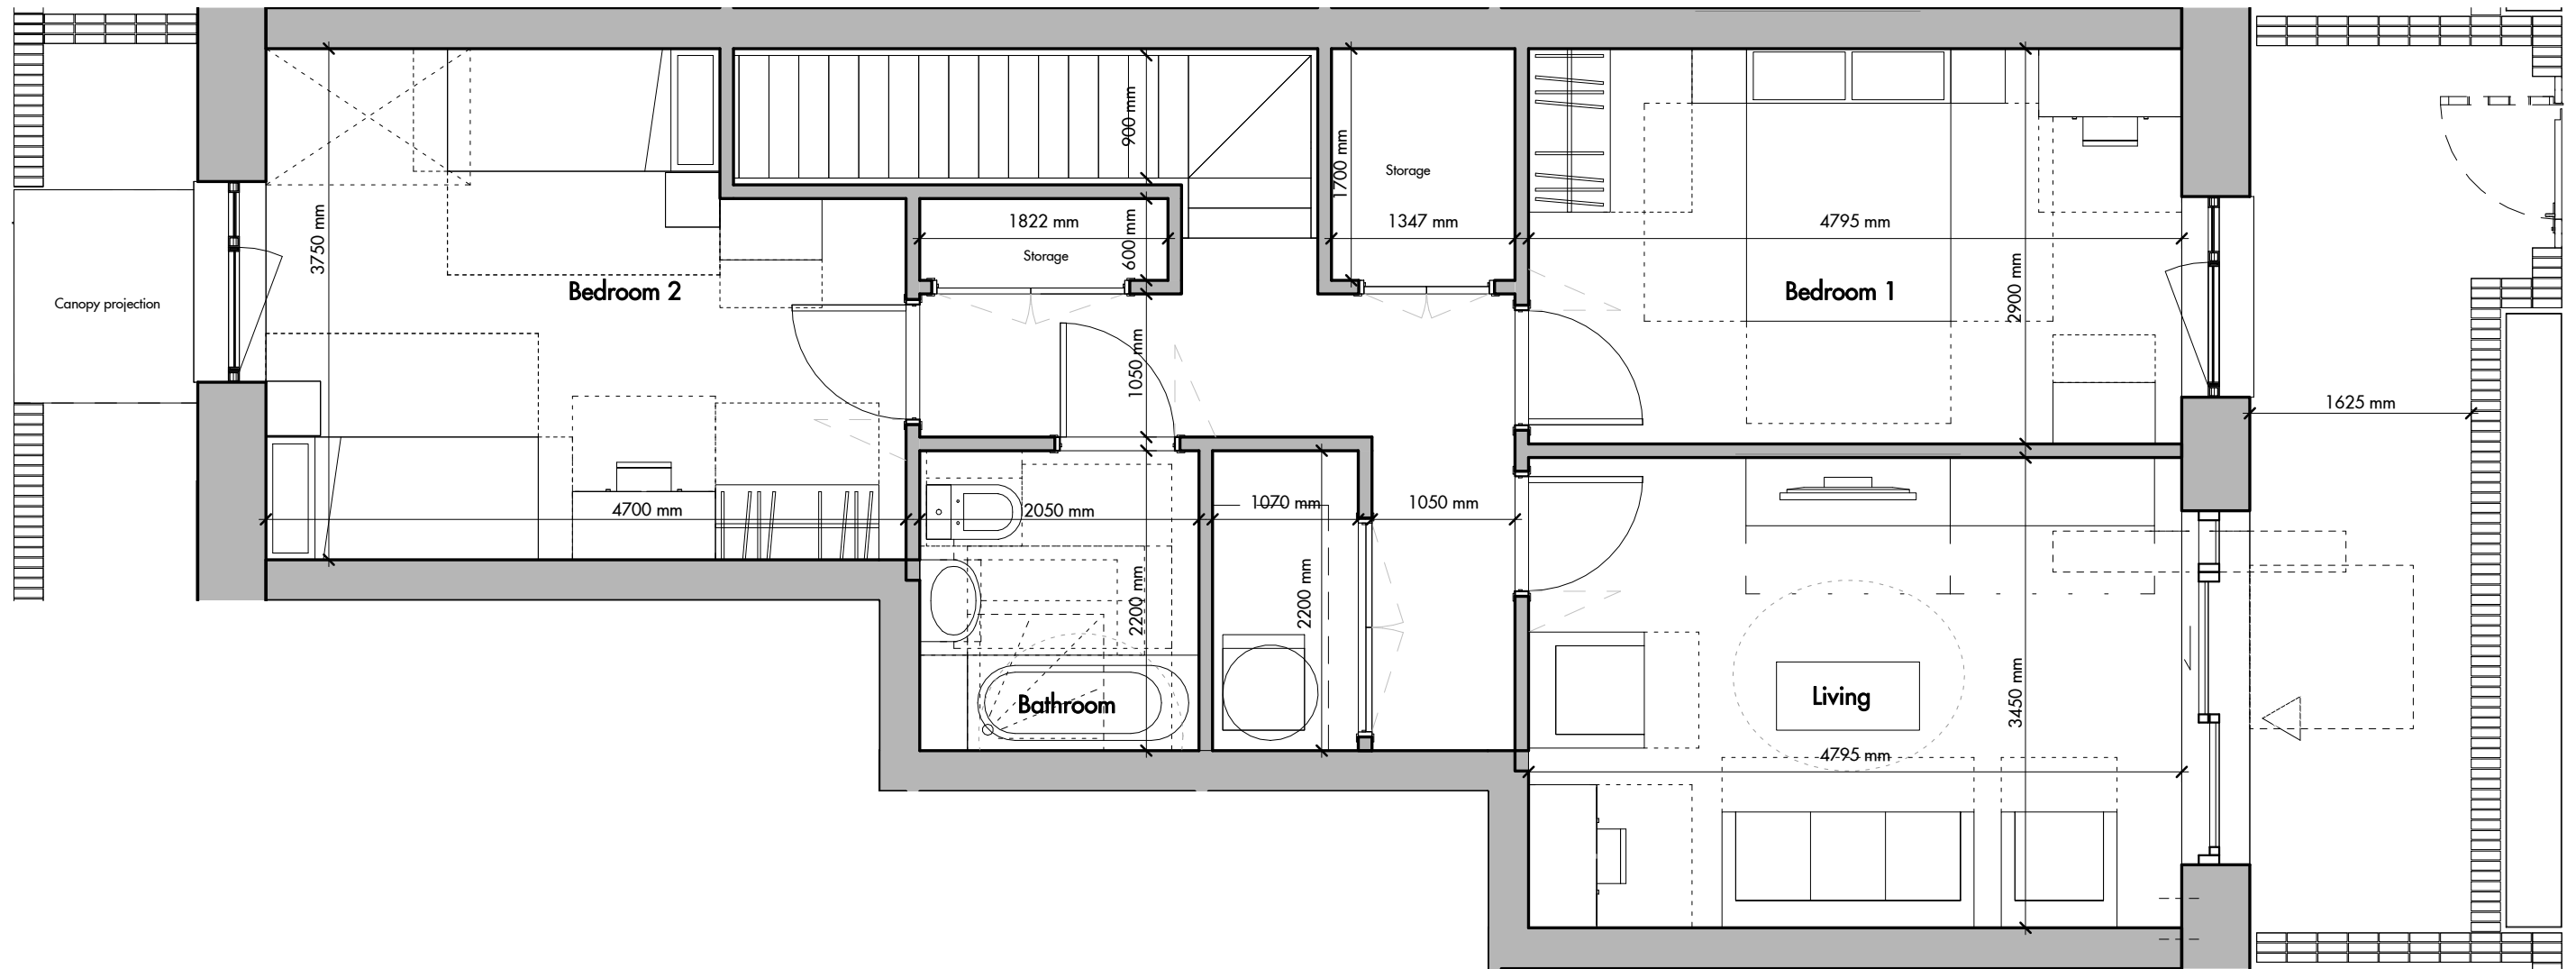 900 mm
1700 mm
Storage
3750 mm
1822 mm
600 mm
1347 mm
4795 mm
Storage
Canopy projection
Bedroom 2
Bedroom 1
2900 mm
1050 mm
1625 mm
4700 mm
2050 mm
1070 mm
1050 mm
2200 mm
2200 mm
Bathroom
Living
3450 mm
4795 mm